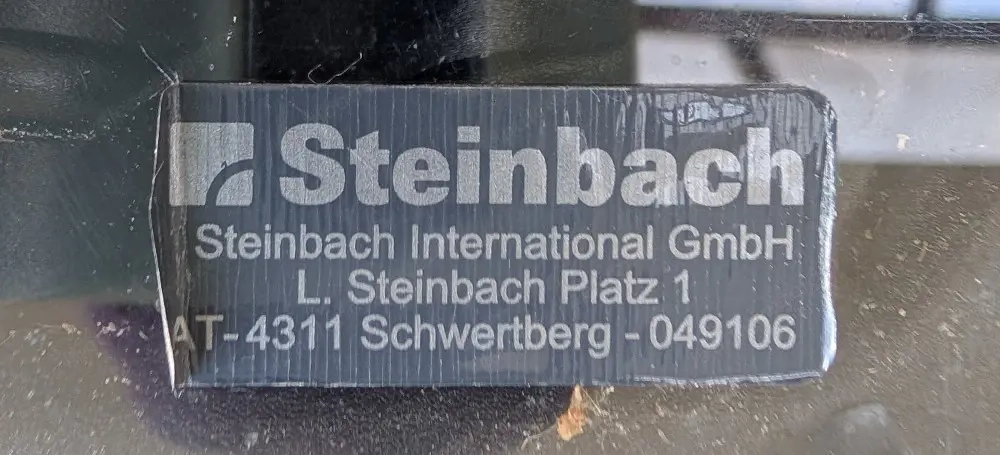 Steinbach
Steinbach International GmbH
L. Steinbach Platz 1
AT-4311 Schwertberg - 049106